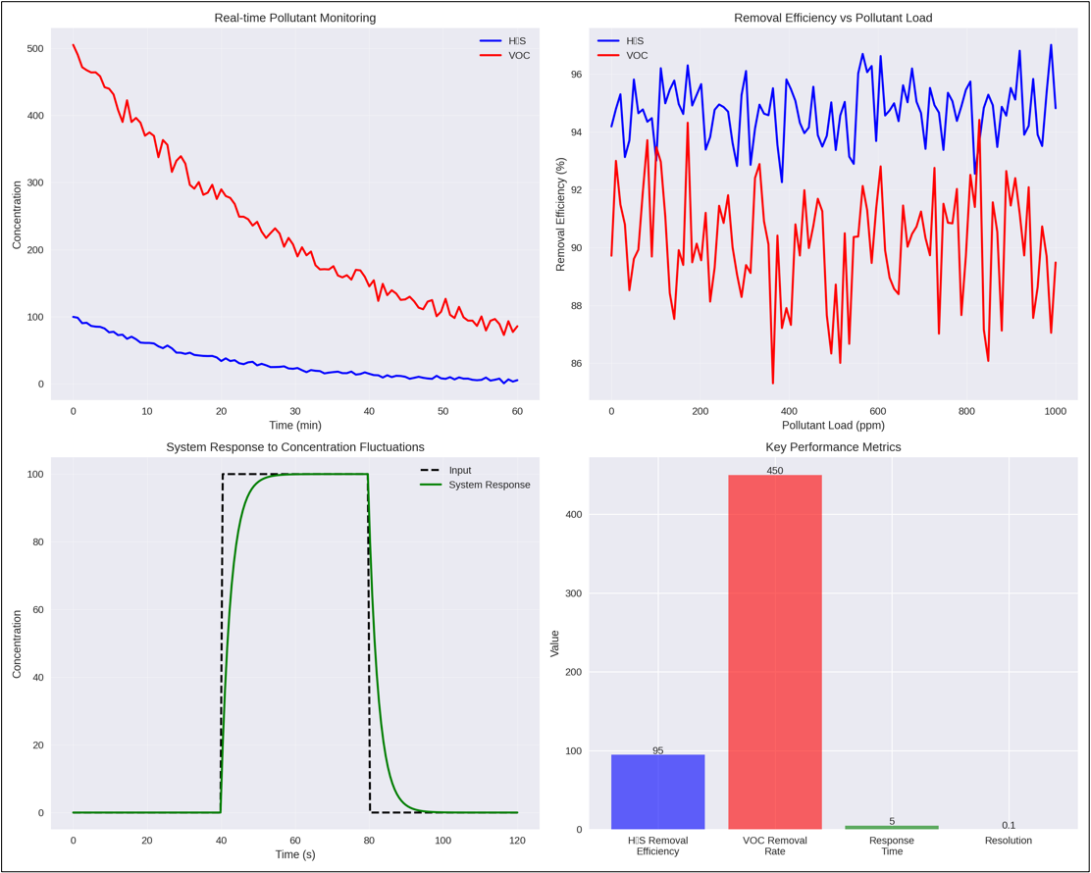 Real-time Pollutant Monitoring
H▯S
VOC
Concentration
500
400
300
200
100
0
0 10 20 30 40 50 60
Time (min)
Removal Efficiency vs Pollutant Load
H▯S
VOC
Removal Efficiency (%)
96
94
92
90
88
86
0 200 400 600 800 1000
Pollutant Load (ppm)
System Response to Concentration Fluctuations
Input
System Response
Concentration
100
80
60
40
20
0
0 20 40 60 80 100 120
Time (s)
Key Performance Metrics
Value
400
300
200
100
0
95
450
5
0.1
H▯S Removal
Efficiency
VOC Removal
Rate
Response
Time
Resolution